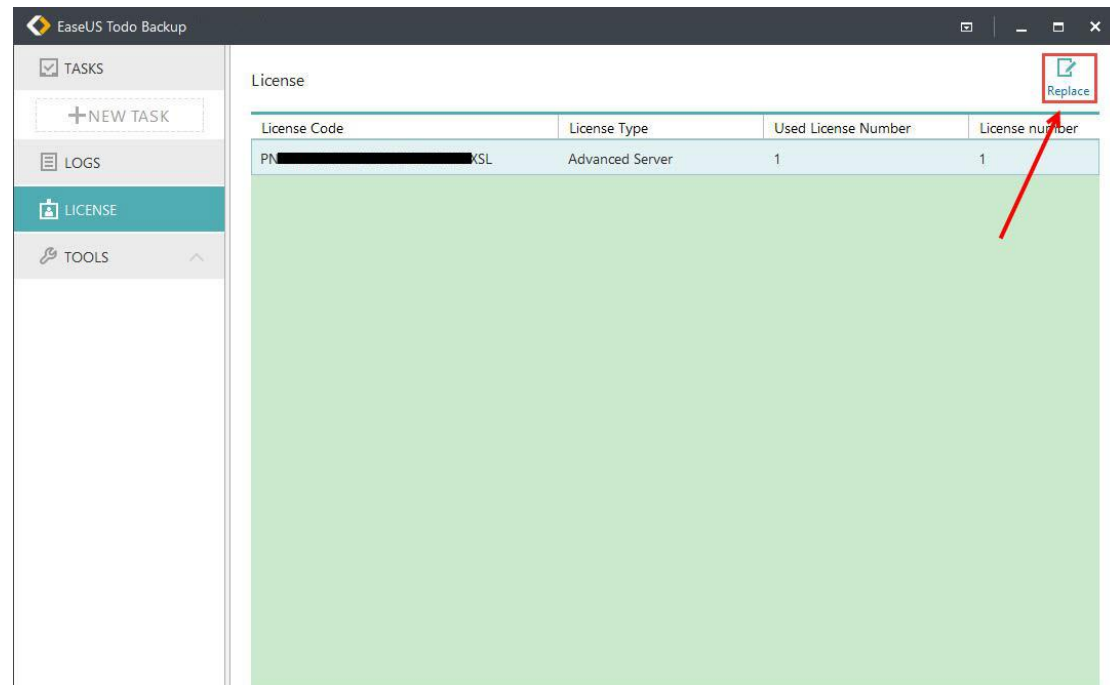 EaseUS Todo Backup
TASKS
NEW TASK
LOGS
LICENSE
TOOLS
License
Replace
License Code License Type Used License Number License number
PN XSL Advanced Server 1 1